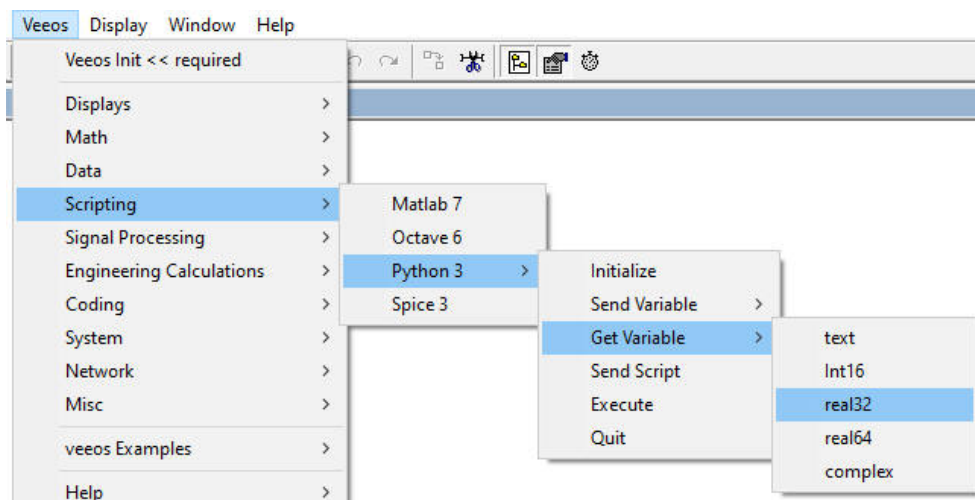 Veeos Display Window Help
Veeos Init << required
Displays
Math
Data
Scripting
Signal Processing
Engineering Calculations
Coding
System
Network
Misc
veeos Examples
Help
Matlab 7
Octave 6
Python 3
Spice 3
Initialize
Send Variable
Get Variable
Send Script
Execute
Quit
text
Int16
real32
real64
complex